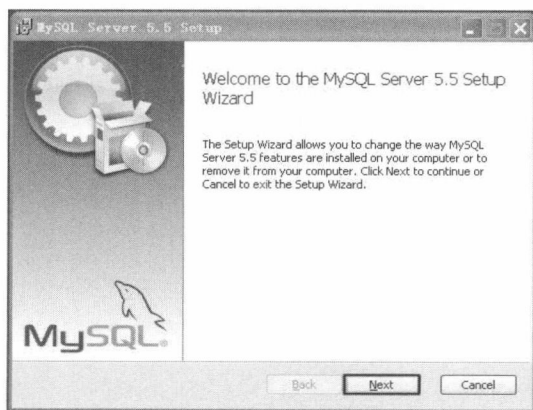 MySQL Server 5.5 Setup
Welcome to the MySQL Server 5.5 Setup
Wizard
The Setup Wizard allows you to change the way MySQL
Server 5.5 features are installed on your computer or to
remove it from your computer. Click Next to continue or
Cancel to exit the Setup Wizard.
MySQL.
Back
Next
Cancel